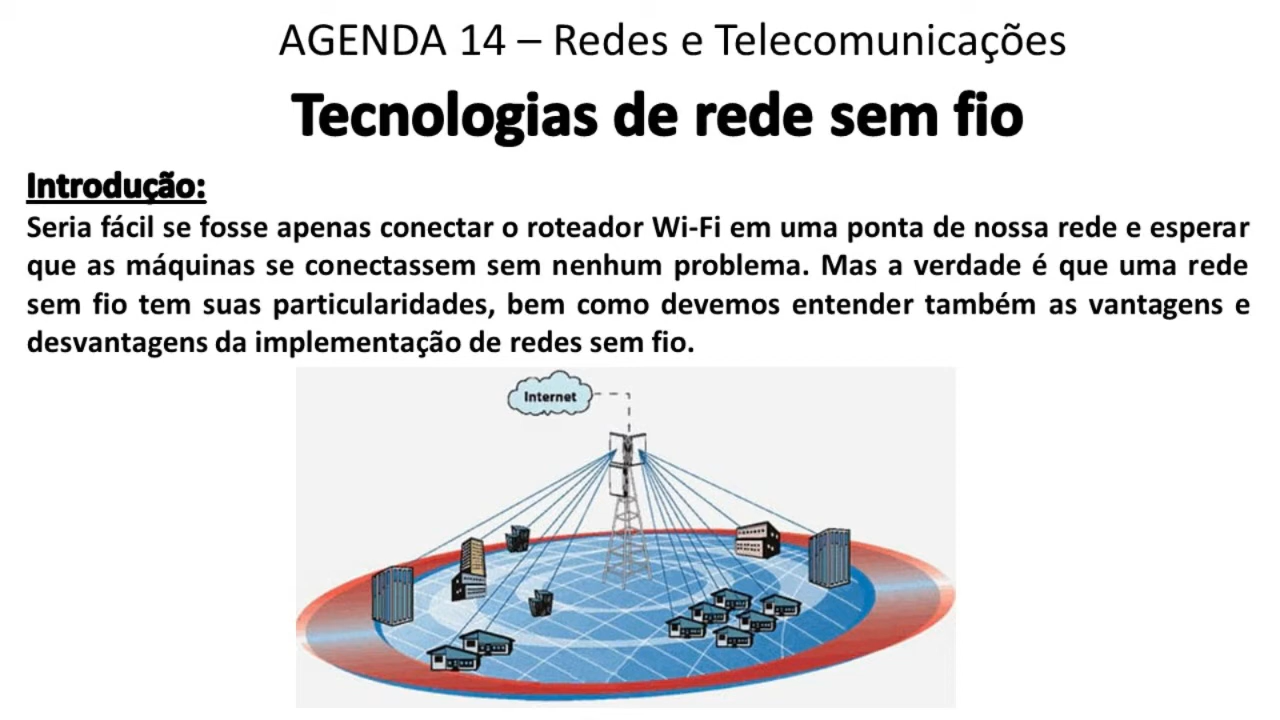 AGENDA 14 – Redes e Telecomunicações
Tecnologias de rede sem fio
Introdução:
Seria fácil se fosse apenas conectar o roteador Wi-Fi em uma ponta de nossa rede e esperar
que as máquinas se conectassem sem nenhum problema. Mas a verdade é que uma rede
sem fio tem suas particularidades, bem como devemos entender também as vantagens e
desvantagens da implementação de redes sem fio.
Internet